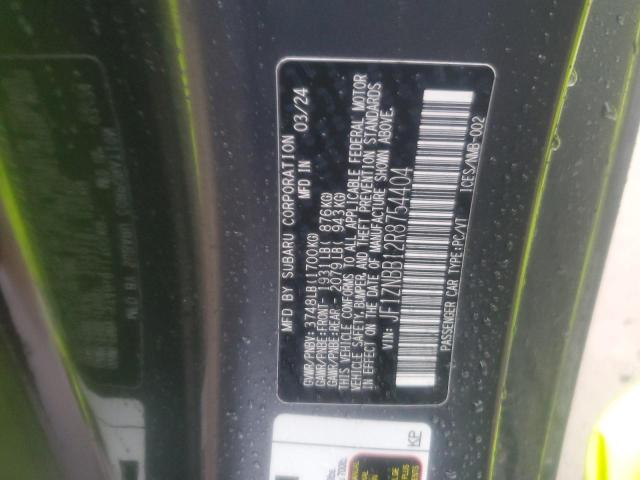 MFD BY SUBARU CORPORATION
MFD IN 03/24
GVWR/PNBV: 3748LB(1700KG)
GAWR/PNBE:FRONT- 1931LB( 876KG)
GAWR/PNBE:REAR - 2079LB( 943KG)
THIS VEHICLE CONFORMS TO ALL APPLICABLE FEDERAL MOTOR
VEHICLE SAFETY, BUMPER, AND THEFT PREVENTION STANDARDS
IN EFFECT ON THE DATE OF MANUFACTURE SHOWN ABOVE.
VIN: JF1ZNBB12R8754404
PASSENGER CAR TYPE:PC/VT
ICES/NMB-002
KP